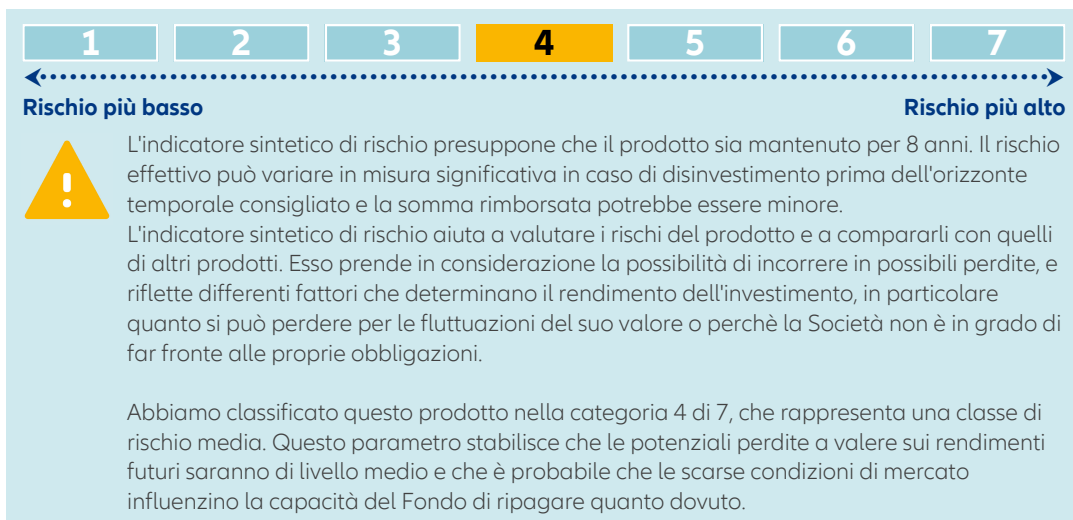 1 2 3 4 5 6 7
Rischio più basso Rischio più alto
L'indicatore sintetico di rischio presuppone che il prodotto sia mantenuto per 8 anni. Il rischio
effettivo può variare in misura significativa in caso di disinvestimento prima dell'orizzonte
temporale consigliato e la somma rimborsata potrebbe essere minore.
L'indicatore sintetico di rischio aiuta a valutare i rischi del prodotto e a compararli con quelli
di altri prodotti. Esso prende in considerazione la possibilità di incorrere in possibili perdite, e
riflette differenti fattori che determinano il rendimento dell'investimento, in particolare
quanto si può perdere per le fluttuazioni del suo valore o perchè la Società non è in grado di
far fronte alle proprie obbligazioni.
Abbiamo classificato questo prodotto nella categoria 4 di 7, che rappresenta una classe di
rischio media. Questo parametro stabilisce che le potenziali perdite a valere sui rendimenti
futuri saranno di livello medio e che è probabile che le scarse condizioni di mercato
influenzino la capacità del Fondo di ripagare quanto dovuto.